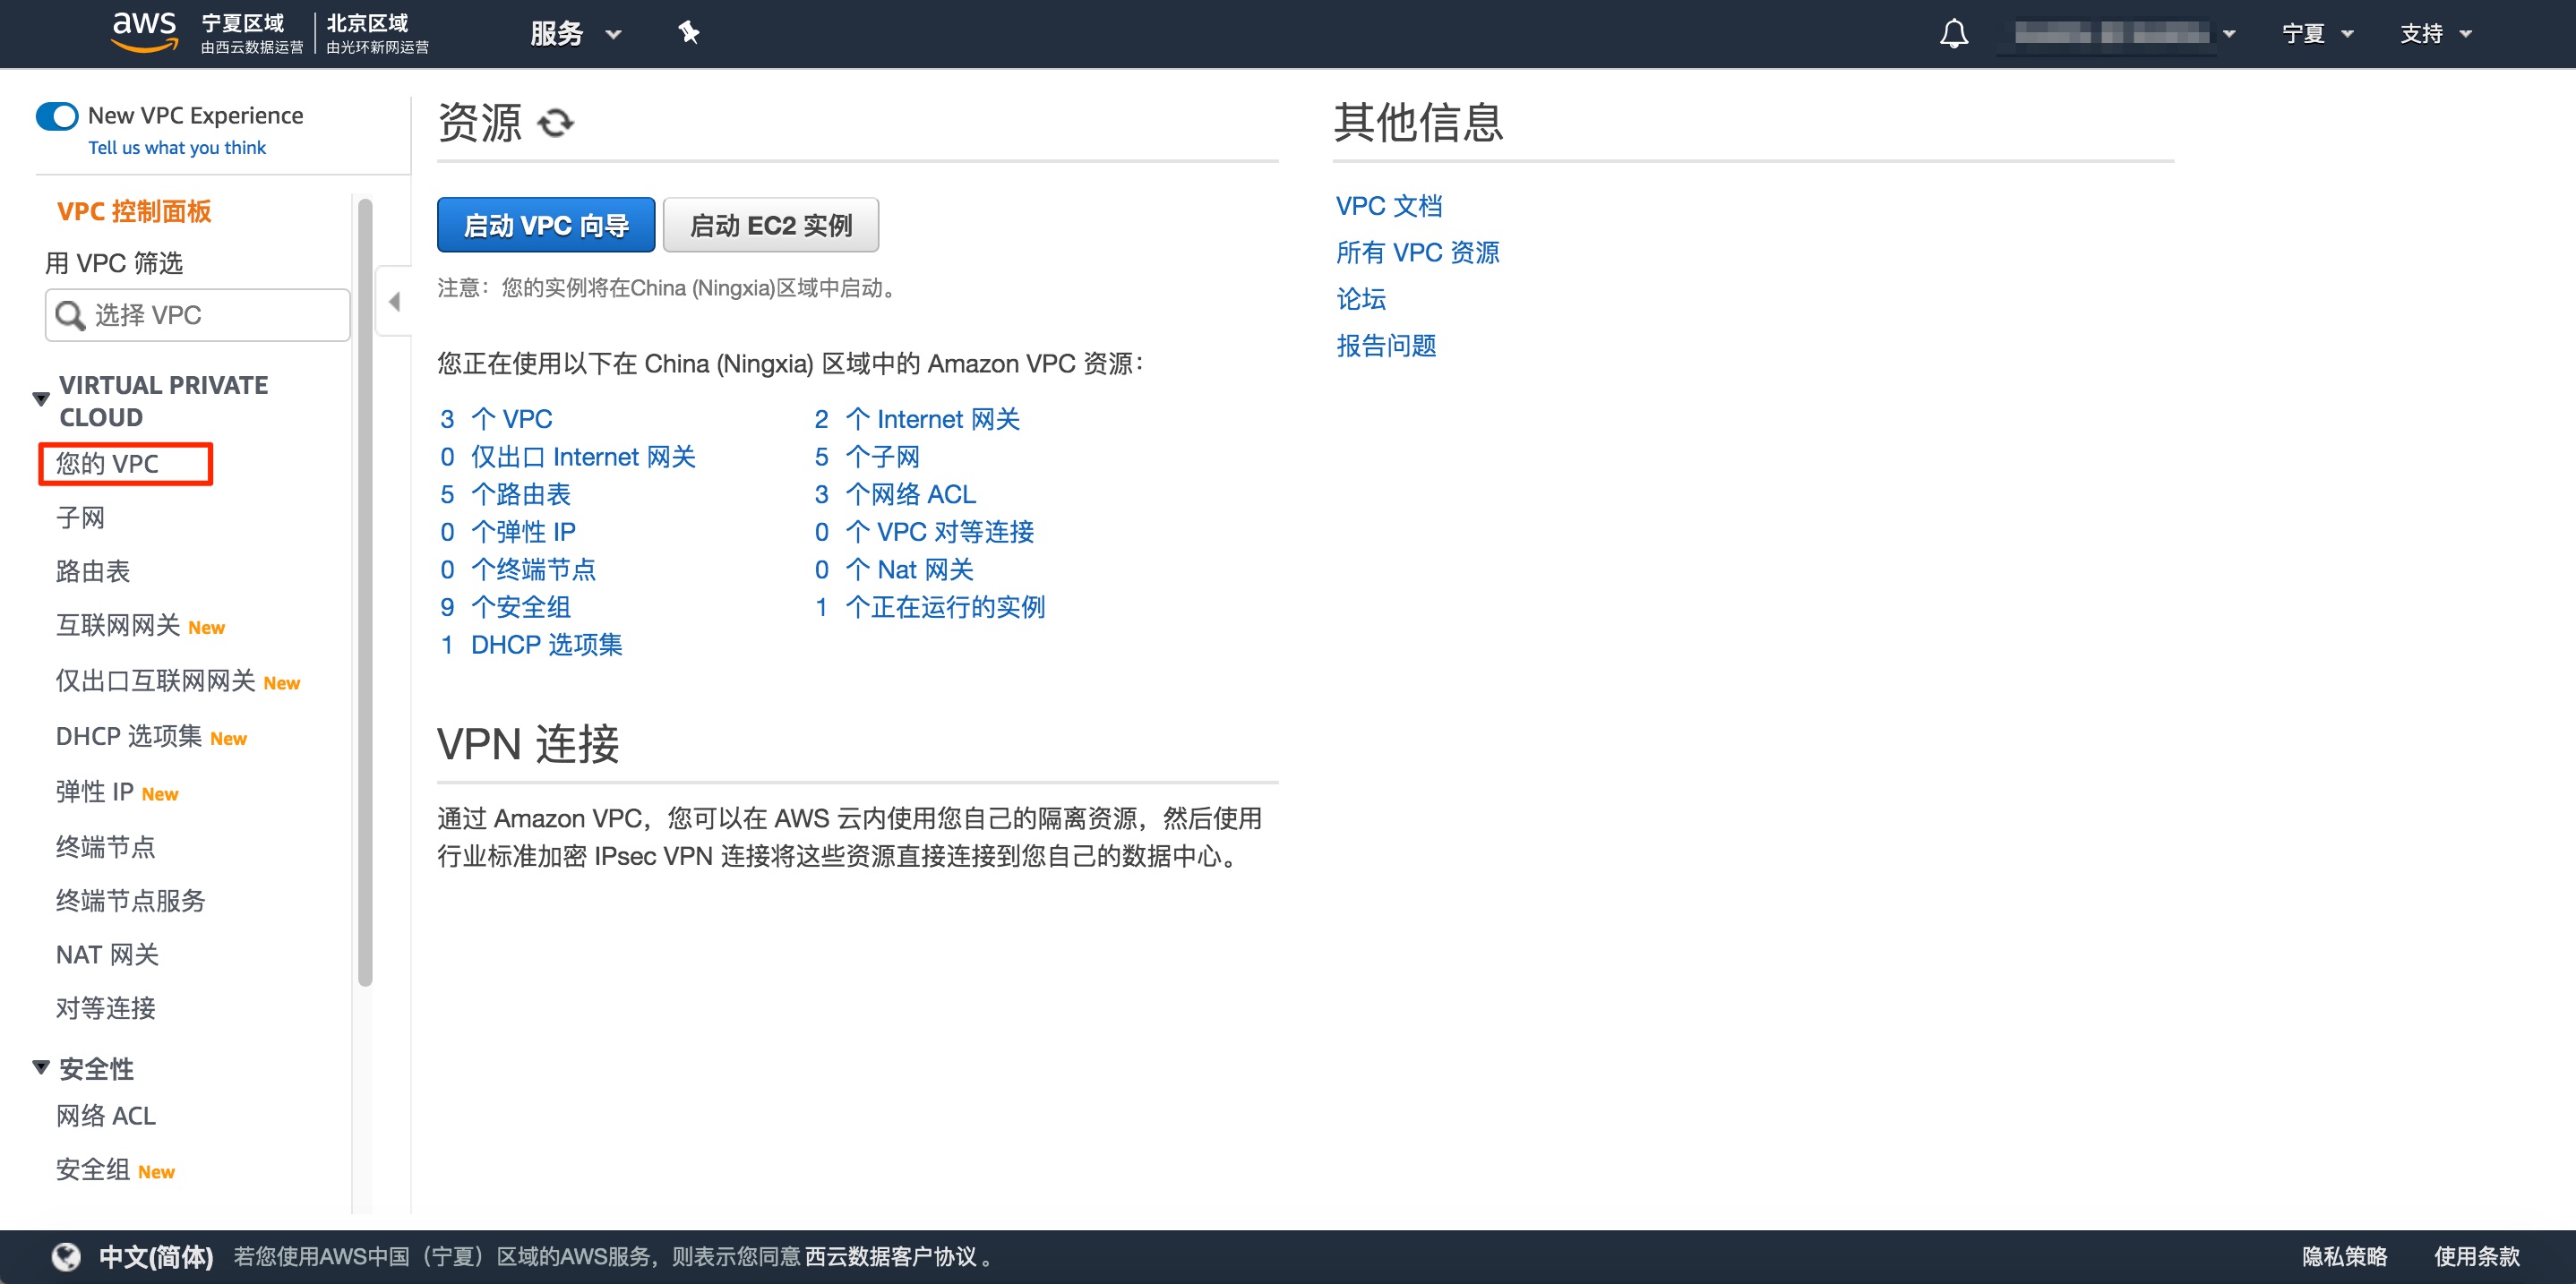 aws 宁夏区域 北京区域
由西云数据运营 由光环新网运营
服务
宁夏
支持
New VPC Experience
Tell us what you think
VPC 控制面板
用 VPC 筛选
选择 VPC
VIRTUAL PRIVATE
CLOUD
您的 VPC
子网
路由表
互联网网关 New
仅出口互联网网关 New
DHCP 选项集 New
弹性 IP New
终端节点
终端节点服务
NAT 网关
对等连接
安全性
网络 ACL
安全组 New
资源
启动 VPC 向导 启动 EC2 实例
注意：您的实例将在China (Ningxia)区域中启动。
您正在使用以下在 China (Ningxia) 区域中的 Amazon VPC 资源：
3 个 VPC 2 个 Internet 网关
0 仅出口 Internet 网关 5 个子网
5 个路由表 3 个网络 ACL
0 个弹性 IP 0 个 VPC 对等连接
0 个终端节点 0 个 Nat 网关
9 个安全组 1 个正在运行的实例
1 DHCP 选项集
VPN 连接
通过 Amazon VPC，您可以在 AWS 云内使用您自己的隔离资源，然后使用
行业标准加密 IPsec VPN 连接将这些资源直接连接到您自己的数据中心。
其他信息
VPC 文档
所有 VPC 资源
论坛
报告问题
中文(简体) 若您使用AWS中国（宁夏）区域的AWS服务，则表示您同意 西云数据客户协议 。
隐私策略 使用条款